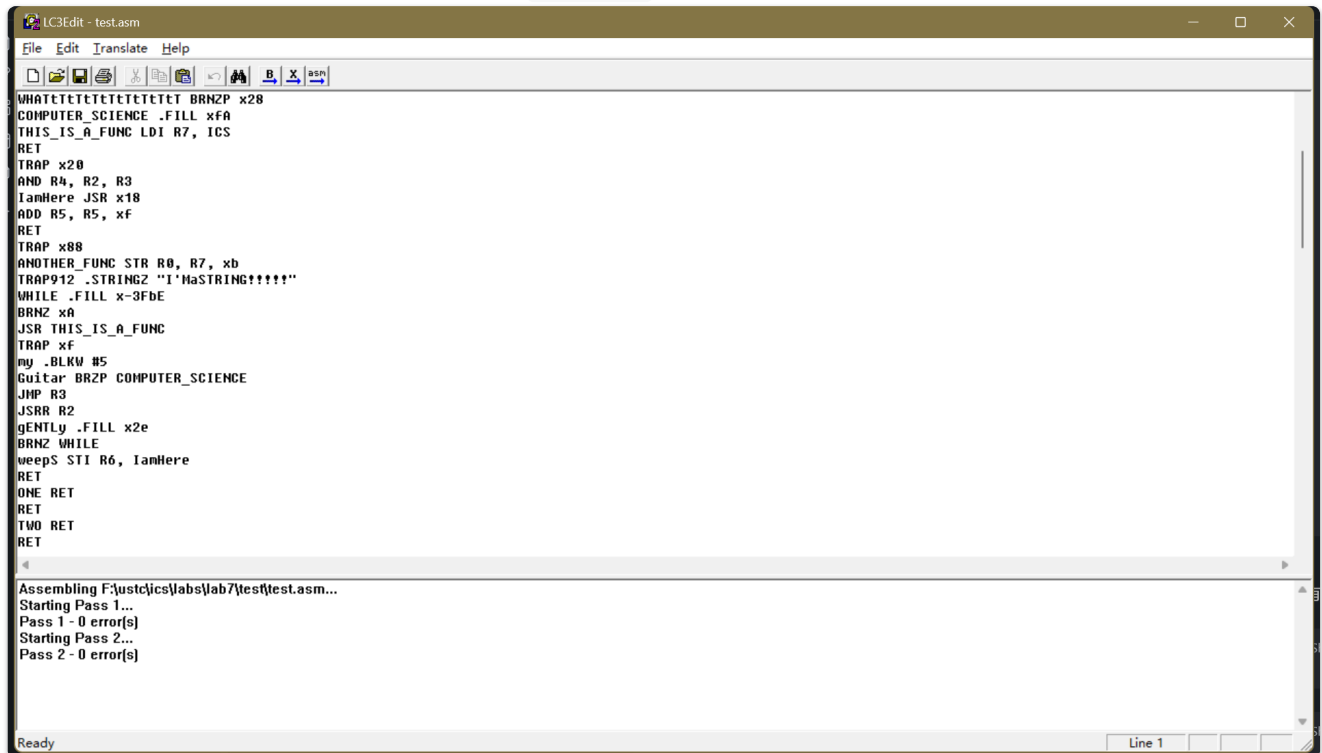 LC3Edit - test.asm
File Edit Translate Help
B X asm
WHATtTtTtTtTtTtTtTtT BRNZP x28
COMPUTER_SCIENCE .FILL xfA
THIS_IS_A_FUNC LDI R7, ICS
RET
TRAP x20
AND R4, R2, R3
IamHere JSR x18
ADD R5, R5, xf
RET
TRAP x88
ANOTHER_FUNC STR R0, R7, xb
TRAP912 .STRINGZ "I'MaSTRING!!!!!"
WHILE .FILL x-3FbE
BRNZ xA
JSR THIS_IS_A_FUNC
TRAP xf
my .BLKW #5
Guitar BRZP COMPUTER_SCIENCE
JMP R3
JSRR R2
gENTLy .FILL x2e
BRNZ WHILE
weepS STI R6, IamHere
RET
ONE RET
RET
TWO RET
RET
Assembling F:\ustc\ics\labs\lab7\test\test.asm...
Starting Pass 1...
Pass 1 - 0 error(s)
Starting Pass 2...
Pass 2 - 0 error(s)
Ready
Line 1